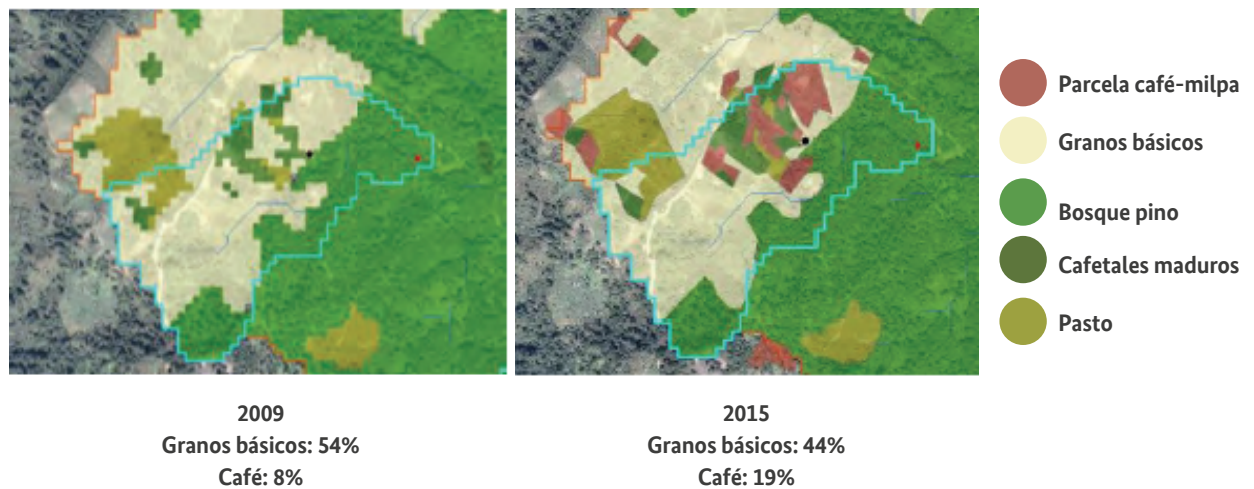 Parcela café-milpa
Granos básicos
Bosque pino
Cafetales maduros
Pasto
2009
Granos básicos: 54%
Café: 8%
2015
Granos básicos: 44%
Café: 19%